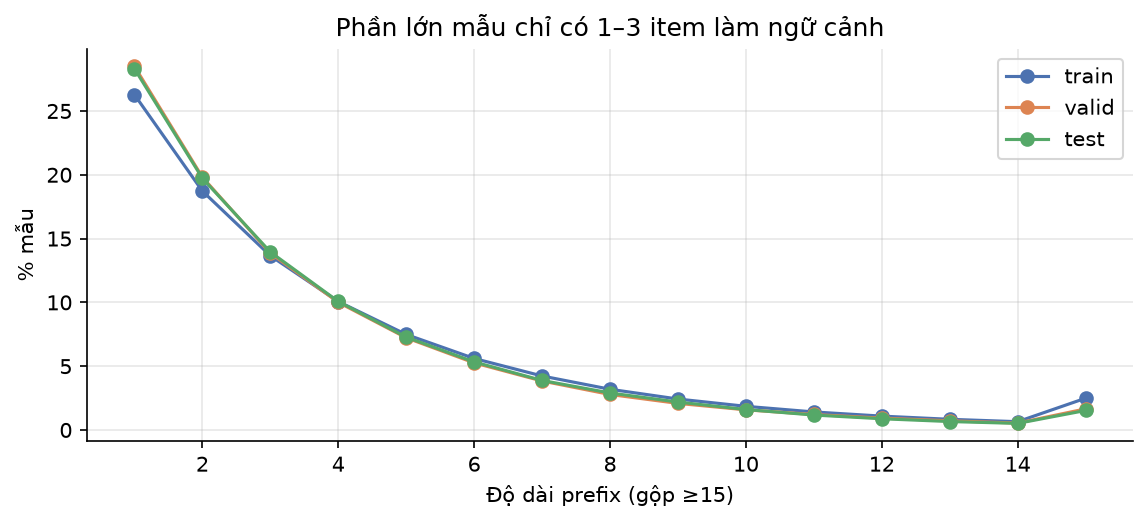 Phần lớn mẫu chỉ có 1–3 item làm ngữ cảnh
train
valid
test
% mẫu
25
20
15
10
5
0
2 4 6 8 10 12 14
Độ dài prefix (gộp ≥15)